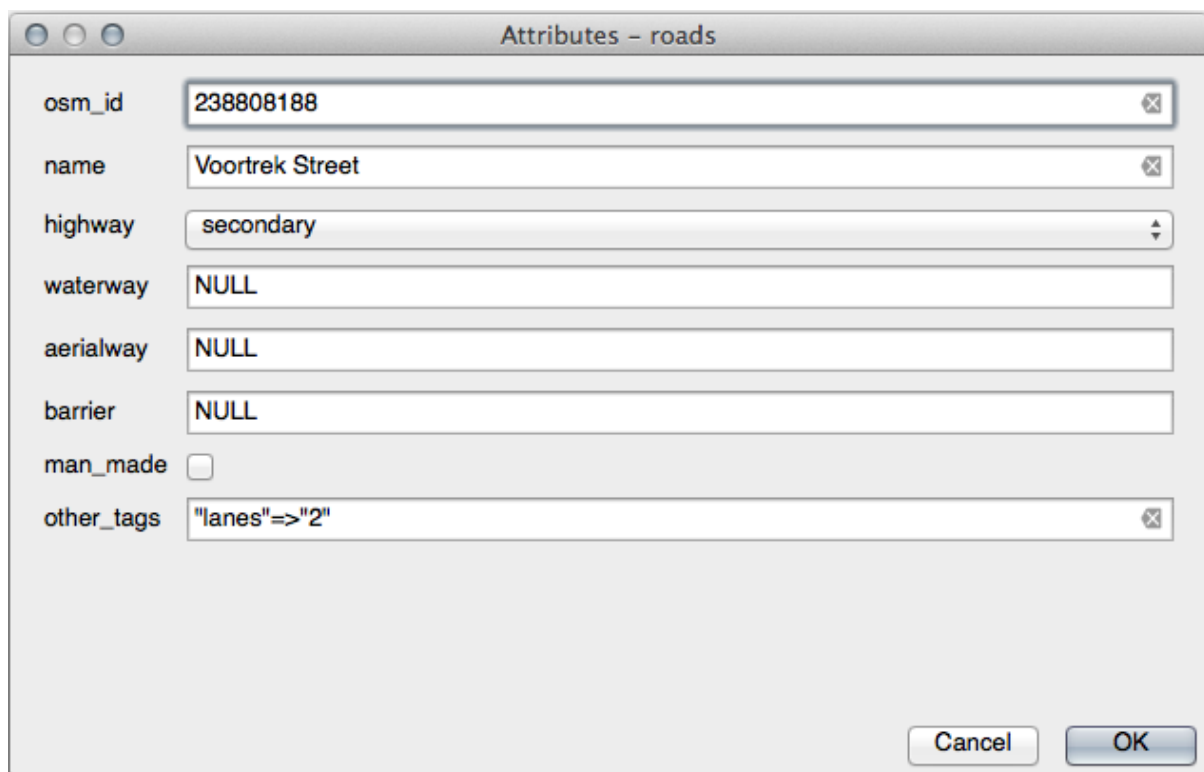 Attributes – roads
osm_id 238808188
name Voortrek Street
highway secondary
waterway NULL
aerialway NULL
barrier NULL
man_made
other_tags "lanes"=>"2"
Cancel OK